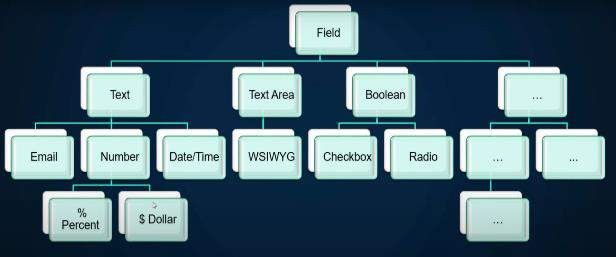 Field
Text
Text Area
Boolean
...
Email
Number
Date/Time
WSIWYG
Checkbox
Radio
...
...
%
Percent
$ Dollar
...